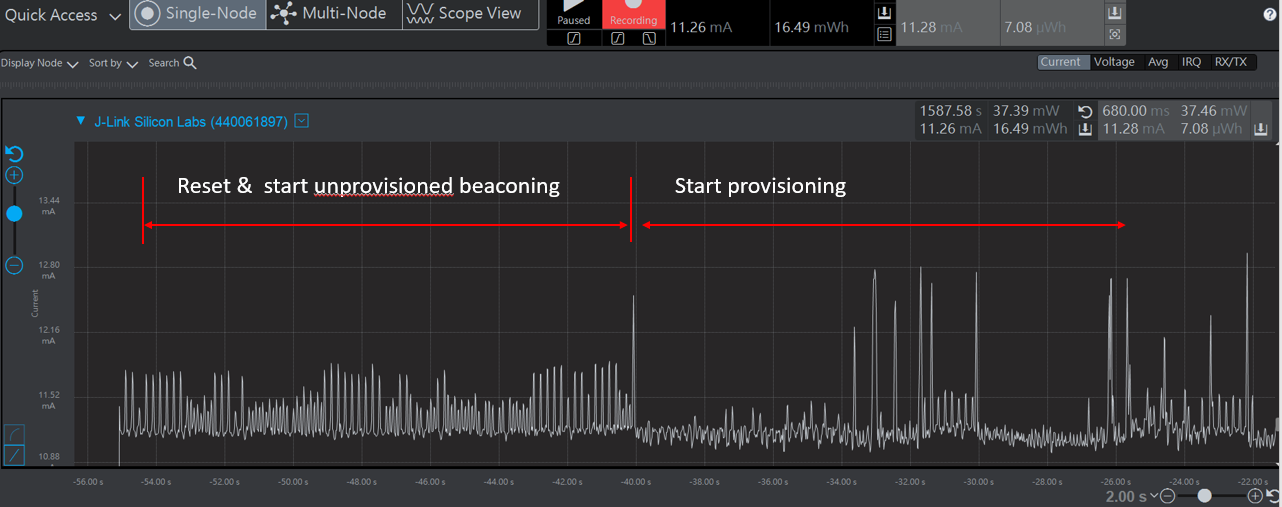 Quick Access Single-Node Multi-Node Scope View
Paused Recording 11.26 mA 16.49 mWh 11.28 mA 7.08 µWh
Display Node Sort by Search Current Voltage Avg IRQ RX/TX
J-Link Silicon Labs (440061897)
1587.58 s 37.39 mW 680.00 ms 37.46 mW
11.26 mA 16.49 mWh 11.28 mA 7.08 µWh
Reset & start unprovisioned beaconing
Start provisioning
13.44
mA
12.80
mA
Current
12.16
mA
11.52
mA
10.88
-56.00 s -54.00 s -52.00 s -50.00 s -48.00 s -46.00 s -44.00 s -42.00 s -40.00 s -38.00 s -36.00 s -34.00 s -32.00 s -30.00 s -28.00 s -26.00 s -24.00 s -22.00 s
2.00 s